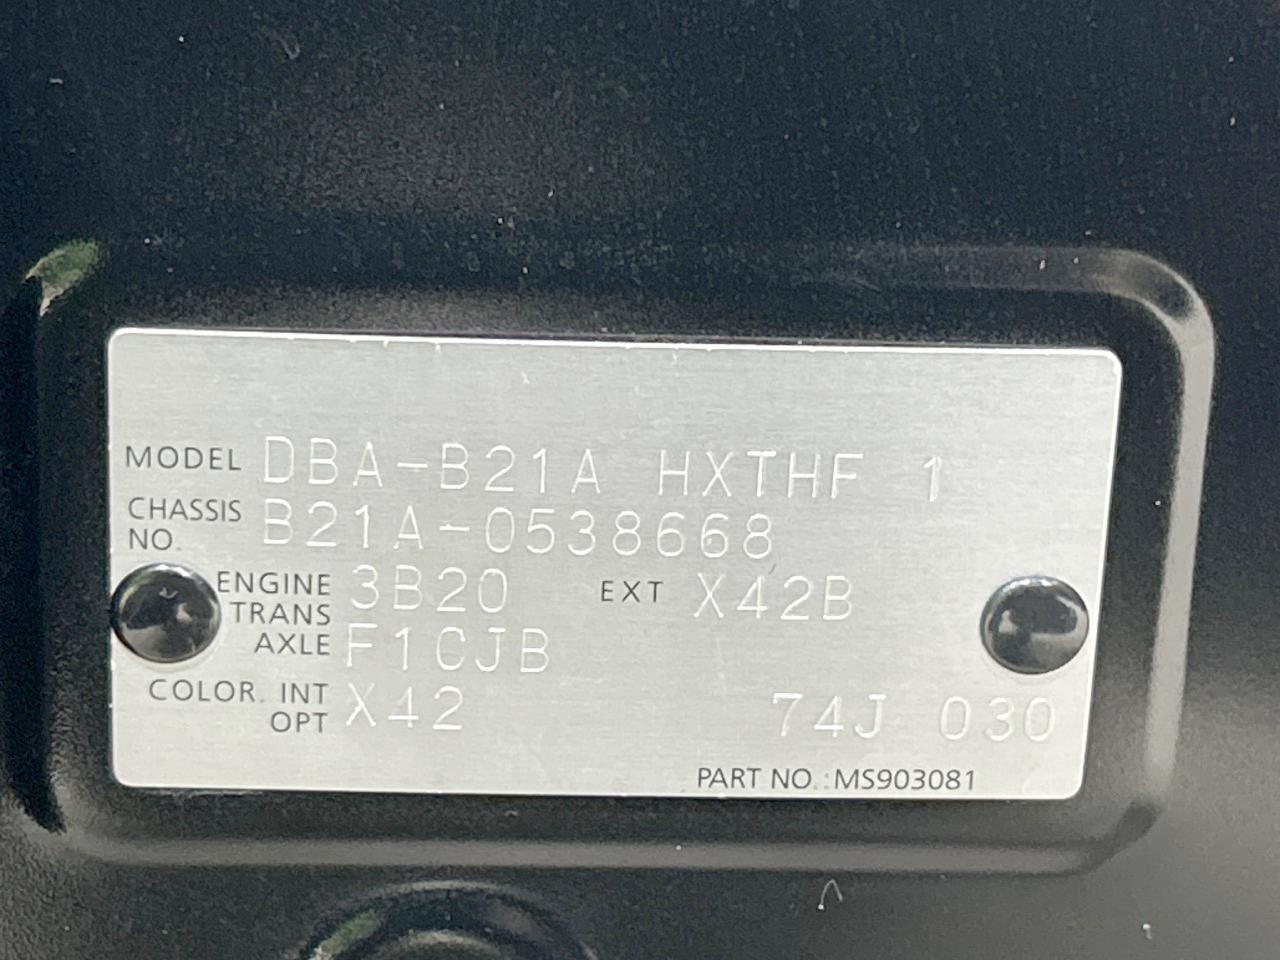 MODEL DBA-B21A HXTHF 1
CHASSIS NO. B21A-0538668
ENGINE 3B20 EXT X42B
TRANS AXLE F1CJB
COLOR. INT OPT X42 74J 030
PART NO.: MS903081